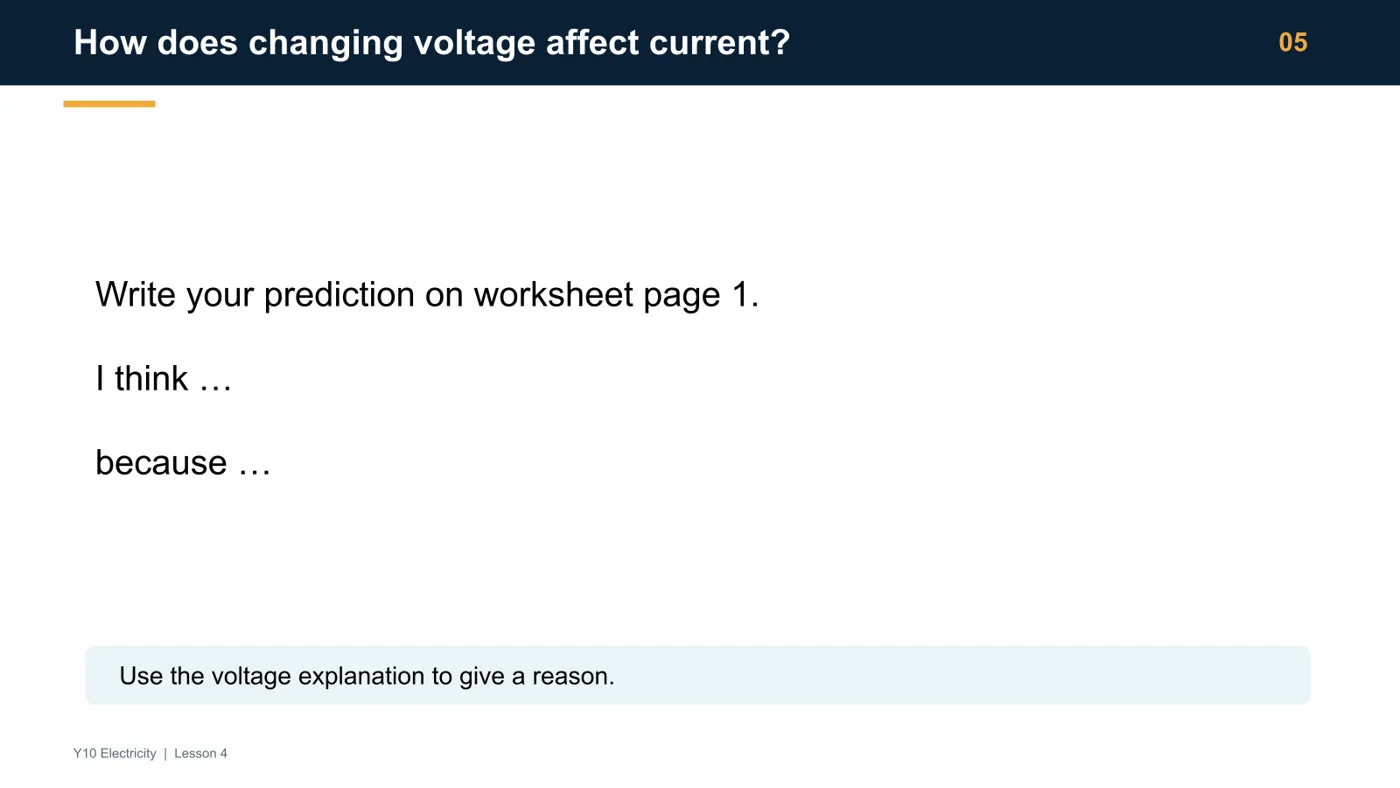 How does changing voltage affect current?
05
Write your prediction on worksheet page 1.
I think …
because …
Use the voltage explanation to give a reason.
Y10 Electricity | Lesson 4